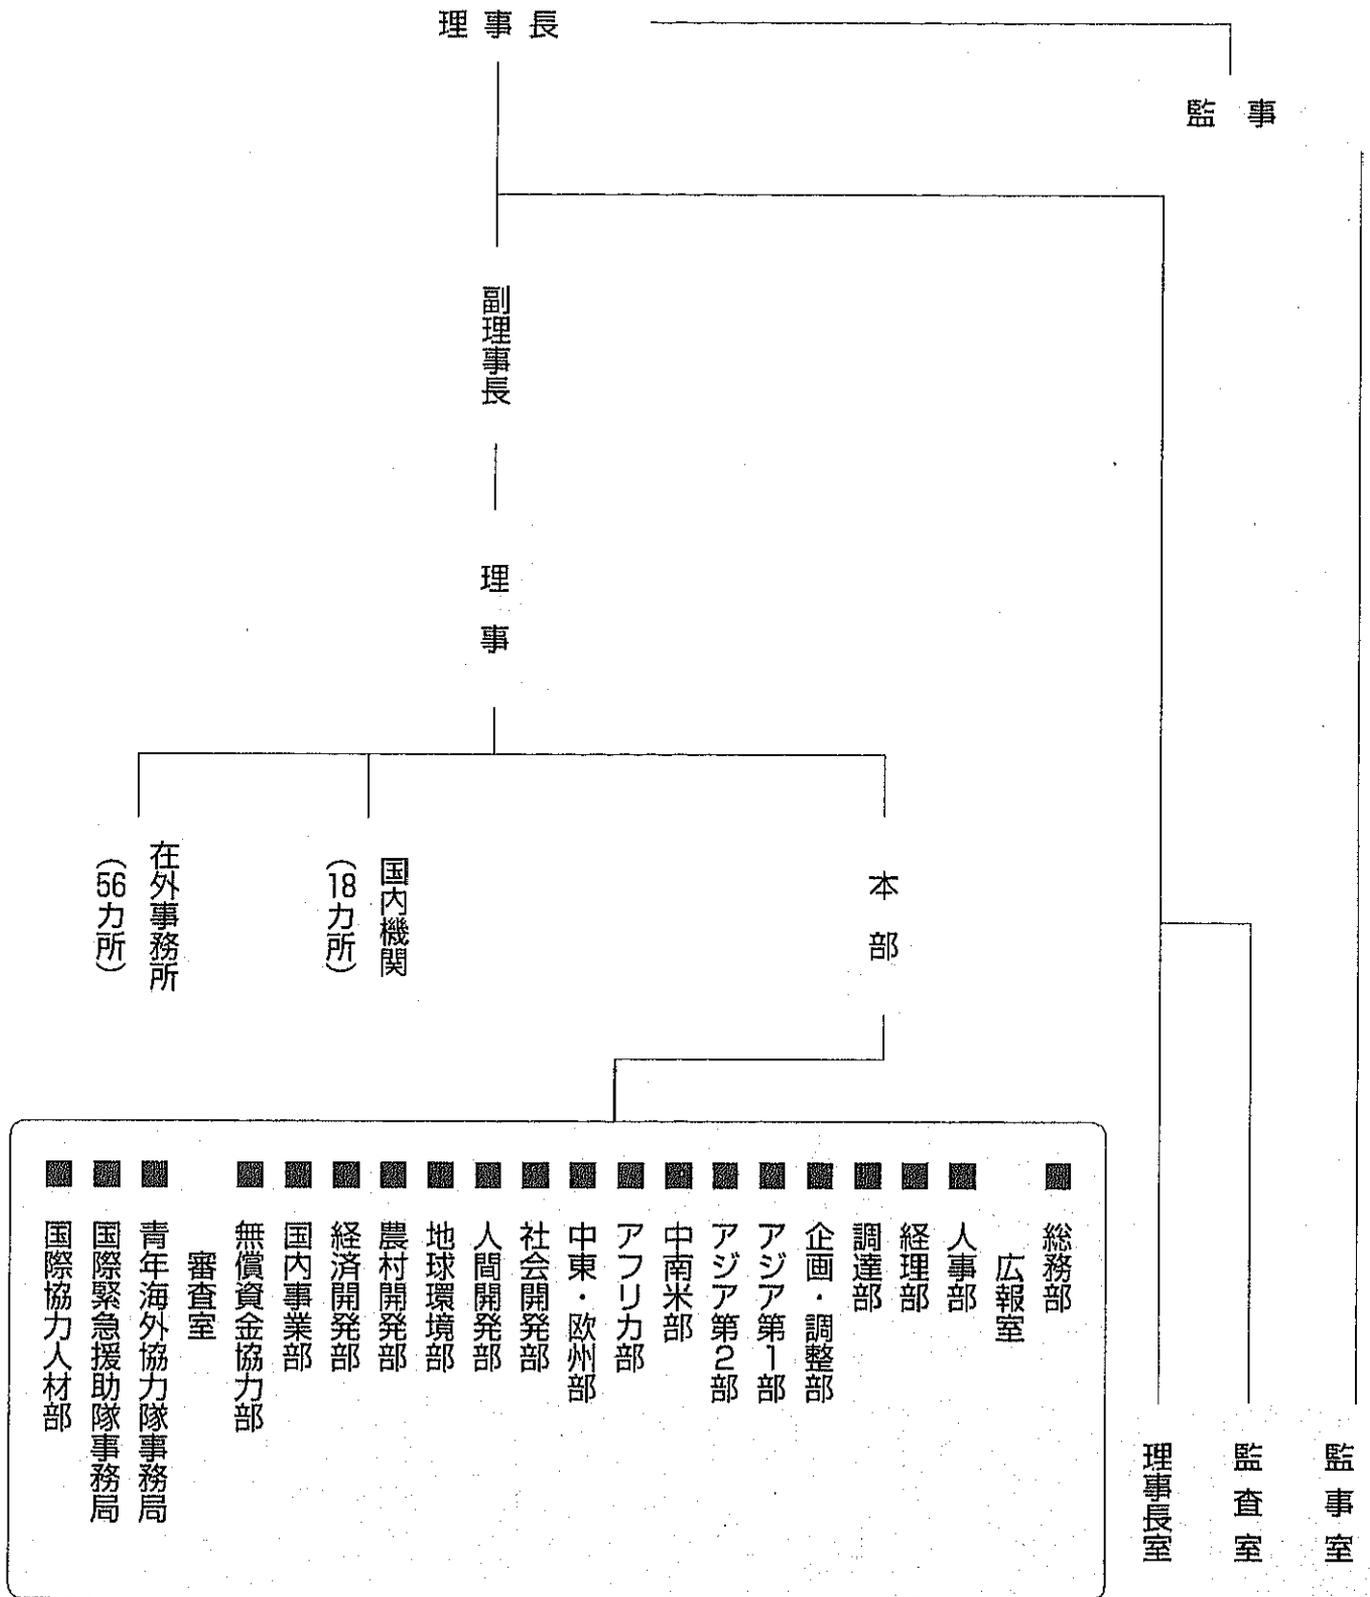 理事長
監事
副理事長
理事
本部
国内機関
(18カ所)
在外事務所
(56カ所)
監事室
監査室
理事長室
■ 総務部
広報室
■ 人事部
■ 経理部
■ 調達部
■ 企画・調整部
■ アジア第1部
■ アジア第2部
■ 中南米部
■ アフリカ部
■ 中東・欧州部
■ 社会開発部
■ 人間開発部
■ 地球環境部
■ 農村開発部
■ 経済開発部
■ 国内事業部
■ 無償資金協力部
審査室
■ 青年海外協力隊事務局
■ 国際緊急援助隊事務局
■ 国際協力人材部